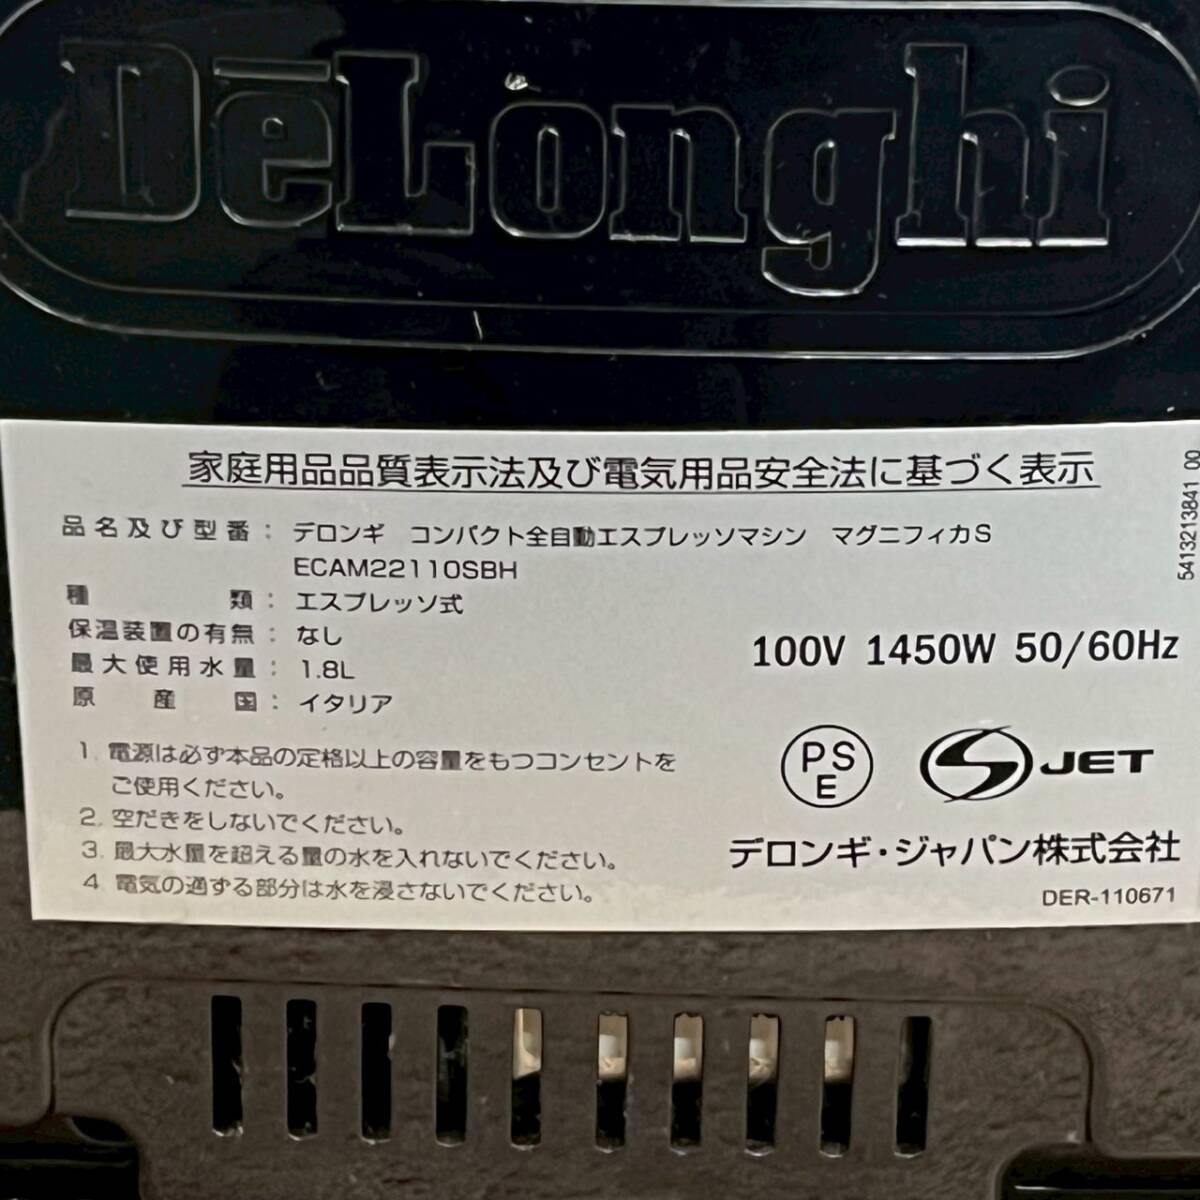 DēLonghi
家庭用品品質表示法及び電気用品安全法に基づく表示
品名及び型番：デロンギ コンパクト全自動エスプレッソマシン マグニフィカS
ECAM22110SBH
種類：エスプレッソ式
保温装置の有無：なし
最大使用水量：1.8L
原産国：イタリア
100V 1450W 50/60Hz
1. 電源は必ず本品の定格以上の容量をもつコンセントを
ご使用ください。
2. 空だきをしないでください。
3. 最大水量を超える量の水を入れないでください。
4 電気の通ずる部分は水を浸さないでください。
PS
E
JET
デロンギ・ジャパン株式会社
DER-110671
5413213841 00